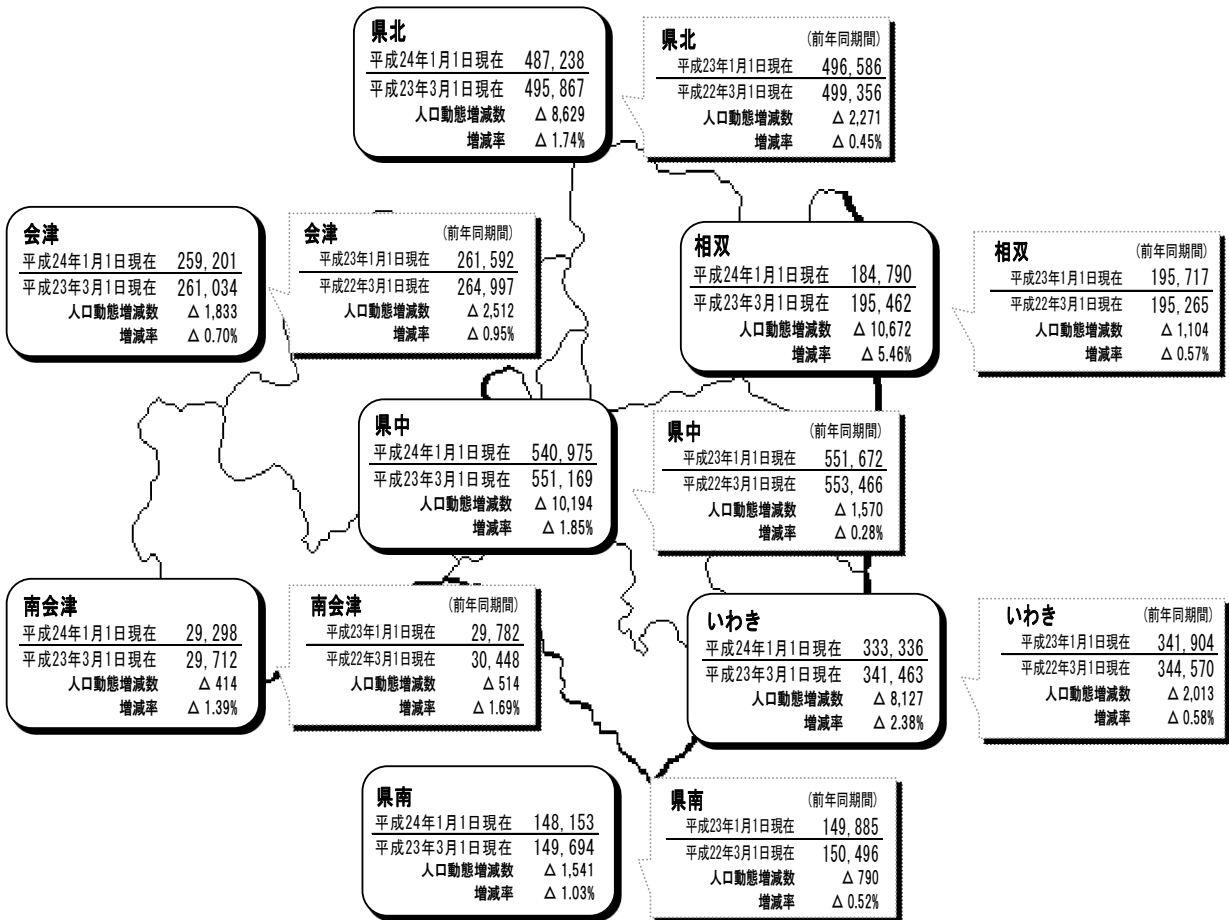 県北
平成24年1月1日現在 487,238
平成23年3月1日現在 495,867
人口動態増減数 △ 8,629
増減率 △ 1.74%
県北 (前年同期間)
平成23年1月1日現在 496,586
平成22年3月1日現在 499,356
人口動態増減数 △ 2,271
増減率 △ 0.45%
会津
平成24年1月1日現在 259,201
平成23年3月1日現在 261,034
人口動態増減数 △ 1,833
増減率 △ 0.70%
会津 (前年同期間)
平成23年1月1日現在 261,592
平成22年3月1日現在 264,997
人口動態増減数 △ 2,512
増減率 △ 0.95%
相双
平成24年1月1日現在 184,790
平成23年3月1日現在 195,462
人口動態増減数 △ 10,672
増減率 △ 5.46%
相双 (前年同期間)
平成23年1月1日現在 195,717
平成22年3月1日現在 195,265
人口動態増減数 △ 1,104
増減率 △ 0.57%
県中
平成24年1月1日現在 540,975
平成23年3月1日現在 551,169
人口動態増減数 △ 10,194
増減率 △ 1.85%
県中 (前年同期間)
平成23年1月1日現在 551,672
平成22年3月1日現在 553,466
人口動態増減数 △ 1,570
増減率 △ 0.28%
南会津
平成24年1月1日現在 29,298
平成23年3月1日現在 29,712
人口動態増減数 △ 414
増減率 △ 1.39%
南会津 (前年同期間)
平成23年1月1日現在 29,782
平成22年3月1日現在 30,448
人口動態増減数 △ 514
増減率 △ 1.69%
いわき
平成24年1月1日現在 333,336
平成23年3月1日現在 341,463
人口動態増減数 △ 8,127
増減率 △ 2.38%
いわき (前年同期間)
平成23年1月1日現在 341,904
平成22年3月1日現在 344,570
人口動態増減数 △ 2,013
増減率 △ 0.58%
県南
平成24年1月1日現在 148,153
平成23年3月1日現在 149,694
人口動態増減数 △ 1,541
増減率 △ 1.03%
県南 (前年同期間)
平成23年1月1日現在 149,885
平成22年3月1日現在 150,496
人口動態増減数 △ 790
増減率 △ 0.52%